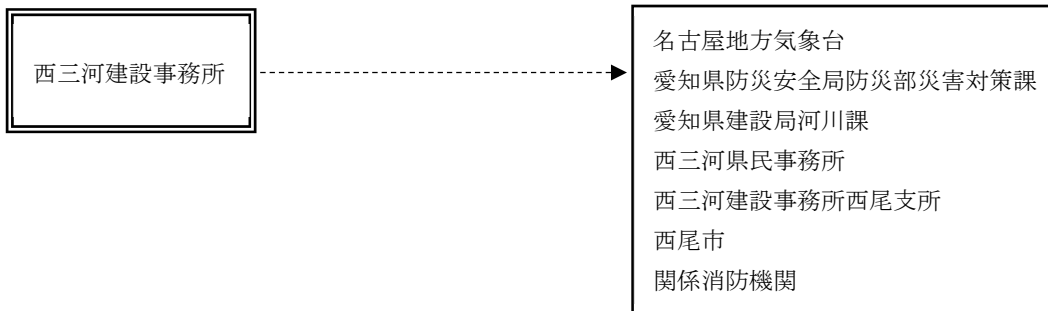 西三河建設事務所
名古屋地方気象台
愛知県防災安全局防災部災害対策課
愛知県建設局河川課
西三河県民事務所
西三河建設事務所西尾支所
西尾市
関係消防機関